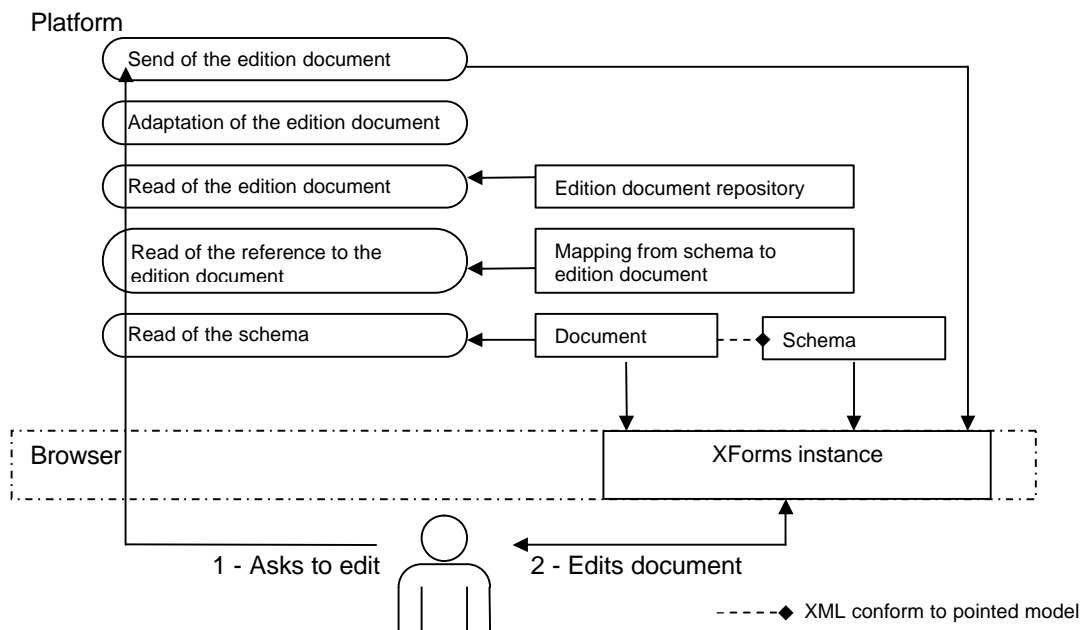 Platform
Send of the edition document
Adaptation of the edition document
Read of the edition document
Edition document repository
Read of the reference to the
edition document
Mapping from schema to
edition document
Read of the schema
Document
Schema
Browser
XForms instance
1 - Asks to edit
2 - Edits document
XML conform to pointed model